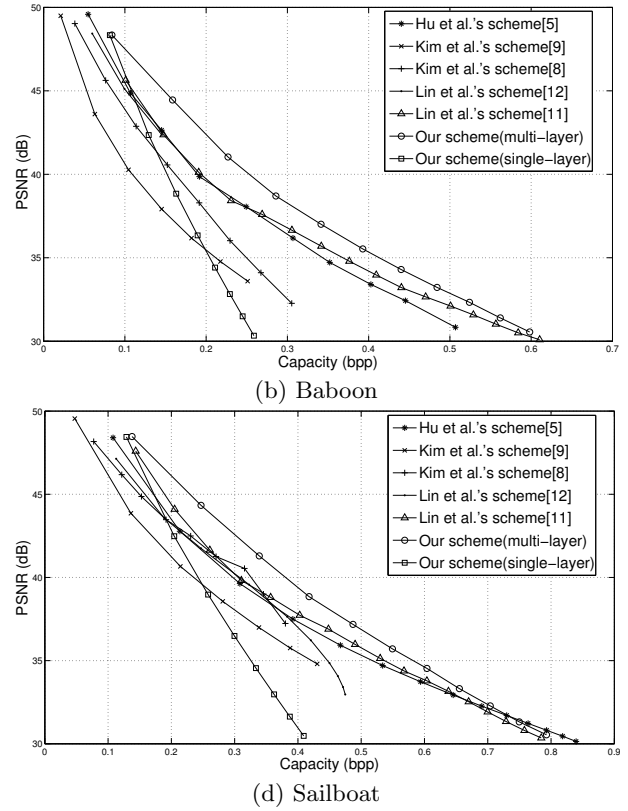 50
45
40
35
30
PSNR (dB)
0
0.1
0.2
0.3
0.4
0.5
0.6
0.7
Capacity (bpp)
Hu et al.'s scheme[5]
Kim et al.'s scheme[9]
Kim et al.'s scheme[8]
Lin et al.'s scheme[12]
Lin et al.'s scheme[11]
Our scheme(multi-layer)
Our scheme(single-layer)
(b) Baboon
50
45
40
35
30
PSNR (dB)
0
0.1
0.2
0.3
0.4
0.5
0.6
0.7
0.8
0.9
Capacity (bpp)
Hu et al.'s scheme[5]
Kim et al.'s scheme[9]
Kim et al.'s scheme[8]
Lin et al.'s scheme[12]
Lin et al.'s scheme[11]
Our scheme(multi-layer)
Our scheme(single-layer)
(d) Sailboat